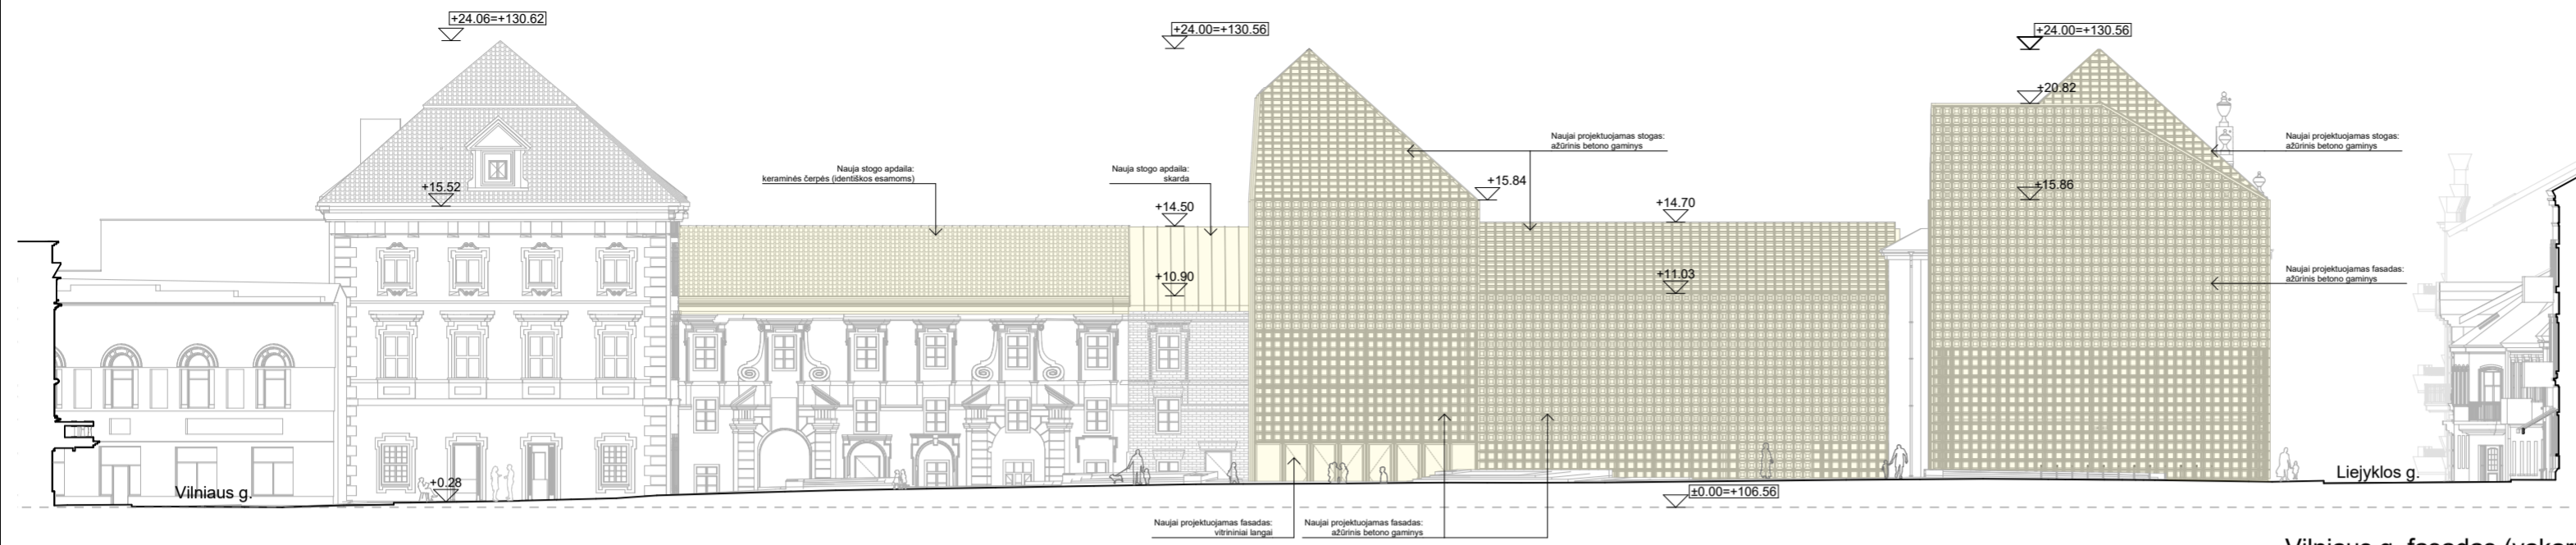 +24.06=+130.62
+24.00=+130.56
+24.00=+130.56
+20.82
Naujai projektuojamas stogas:
ažūrinis betono gaminys
Naujai projektuojamas stogas:
ažūrinis betono gaminys
Nauja stogo apdaila:
keraminės čerpės (identiškos esamoms)
Nauja stogo apdaila:
skarda
+15.52
+15.84
+15.86
+14.50
+14.70
+10.90
+11.03
Naujai projektuojamas fasadas:
ažūrinis betono gaminys
Vilniaus g.
+0.28
±0.00=+106.56
Liejyklos g.
Naujai projektuojamas fasadas:
vitrininiai langai
Naujai projektuojamas fasadas:
ažūrinis betono gaminys